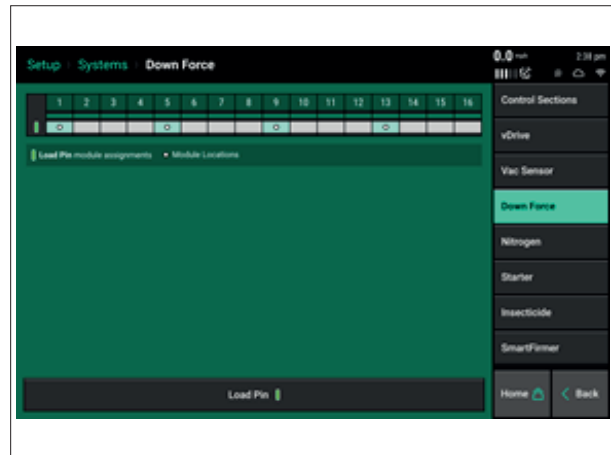 Setup | Systems | Down Force
0.0 mph 2:38 pm
1 2 3 4 5 6 7 8 9 10 11 12 13 14 15 16
Load Pin module assignments • Module Locations
Control Sections
vDrive
Vac Sensor
Down Force
Nitrogen
Starter
Insecticide
SmartFirmer
Load Pin
Home
< Back